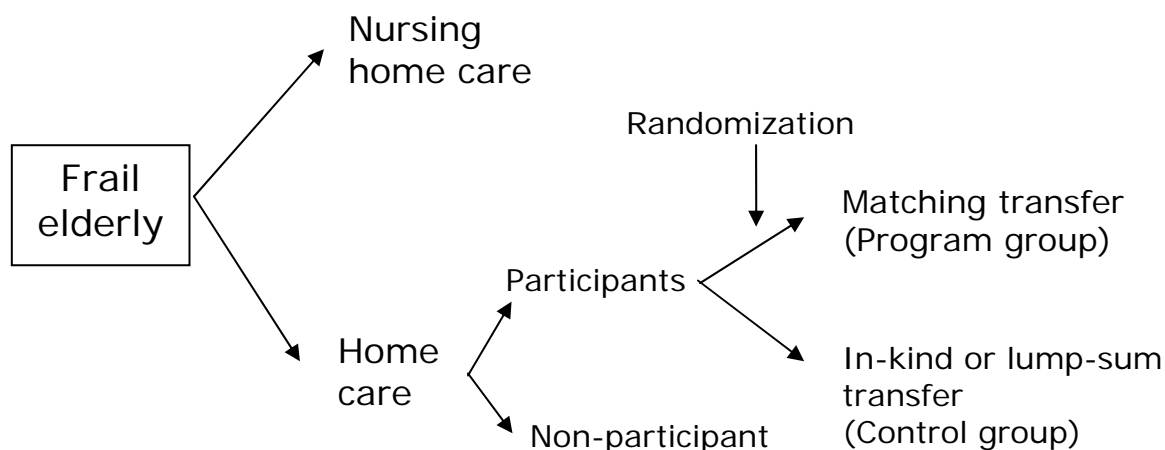 Nursing
home care
Randomization
Frail
elderly
Matching transfer
(Program group)
Participants
Home
care
In-kind or lump-sum
transfer
(Control group)
Non-participant